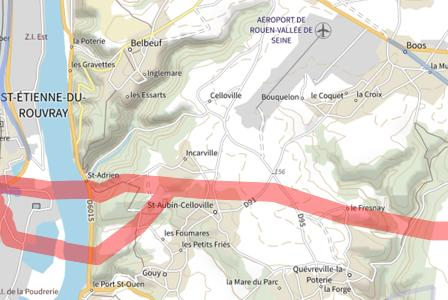 AÉROPORT DE
ROUEN-VALLÉE DE
SEINE
Z.I. Est
la Poterie
Belbeuf
Boos
les Gravettes
Inglemare
ST-ÉTIENNE-DU-
ROUVRAY
les Essarts
Celloville
Bouquelon
le Coquet
la Croix
Incarville
St-Adrien
156
D6015
St-Aubin-Celloville
D91
D95
le Fresnay
les Foumares
les Petits Friés
Gouy
Quévreville-la-
Poterie
la Mare du Parc
la Forge
le Port St Ouen
.I. de la Poudrerie